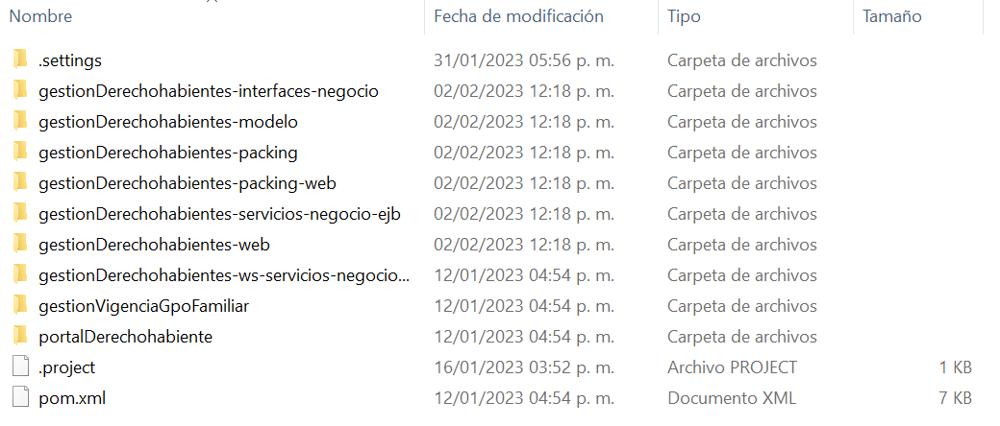 Nombre Fecha de modificación Tipo Tamaño
.settings 31/01/2023 05:56 p. m. Carpeta de archivos
gestionDerechohabientes-interfaces-negocio 02/02/2023 12:18 p. m. Carpeta de archivos
gestionDerechohabientes-modelo 02/02/2023 12:18 p. m. Carpeta de archivos
gestionDerechohabientes-packing 02/02/2023 12:18 p. m. Carpeta de archivos
gestionDerechohabientes-packing-web 02/02/2023 12:18 p. m. Carpeta de archivos
gestionDerechohabientes-servicios-negocio-ejb 02/02/2023 12:18 p. m. Carpeta de archivos
gestionDerechohabientes-web 02/02/2023 12:18 p. m. Carpeta de archivos
gestionDerechohabientes-ws-servicios-negocio... 12/01/2023 04:54 p. m. Carpeta de archivos
gestionVigenciaGpoFamiliar 12/01/2023 04:54 p. m. Carpeta de archivos
portalDerechohabiente 12/01/2023 04:54 p. m. Carpeta de archivos
.project 16/01/2023 03:52 p. m. Archivo PROJECT 1 KB
pom.xml 12/01/2023 04:54 p. m. Documento XML 7 KB